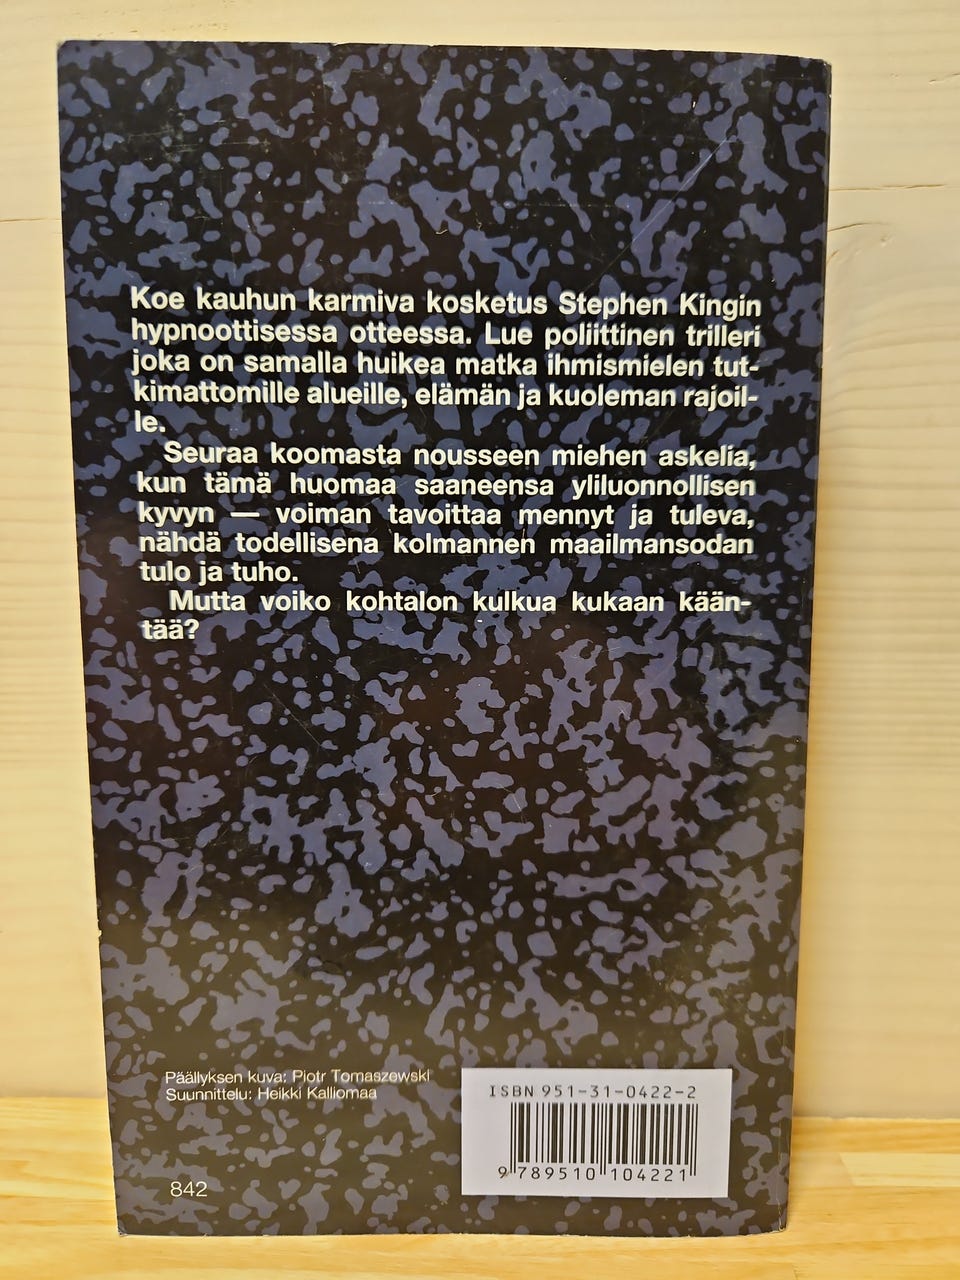 Koe kauhun karmiva kosketus Stephen Kingin
hypnoottisessa otteessa. Lue poliittinen trilleri
joka on samalla huikea matka ihmismielen tut-
kimattomille alueille, elämän ja kuoleman rajoil-
le.
Seuraa koomasta nousseen miehen askelia,
kun tämä huomaa saaneensa yliluonnollisen
kyvyn — voiman tavoittaa mennyt ja tuleva,
nähdä todellisena kolmannen maailmansodan
tulo ja tuho.
Mutta voiko kohtalon kulkua kukaan kään-
tää?
Päällyksen kuva: Piotr Tomaszewski
Suunnittelu: Heikki Kalliomaa
842
ISBN 951-31-0422-2
9 789510 104221